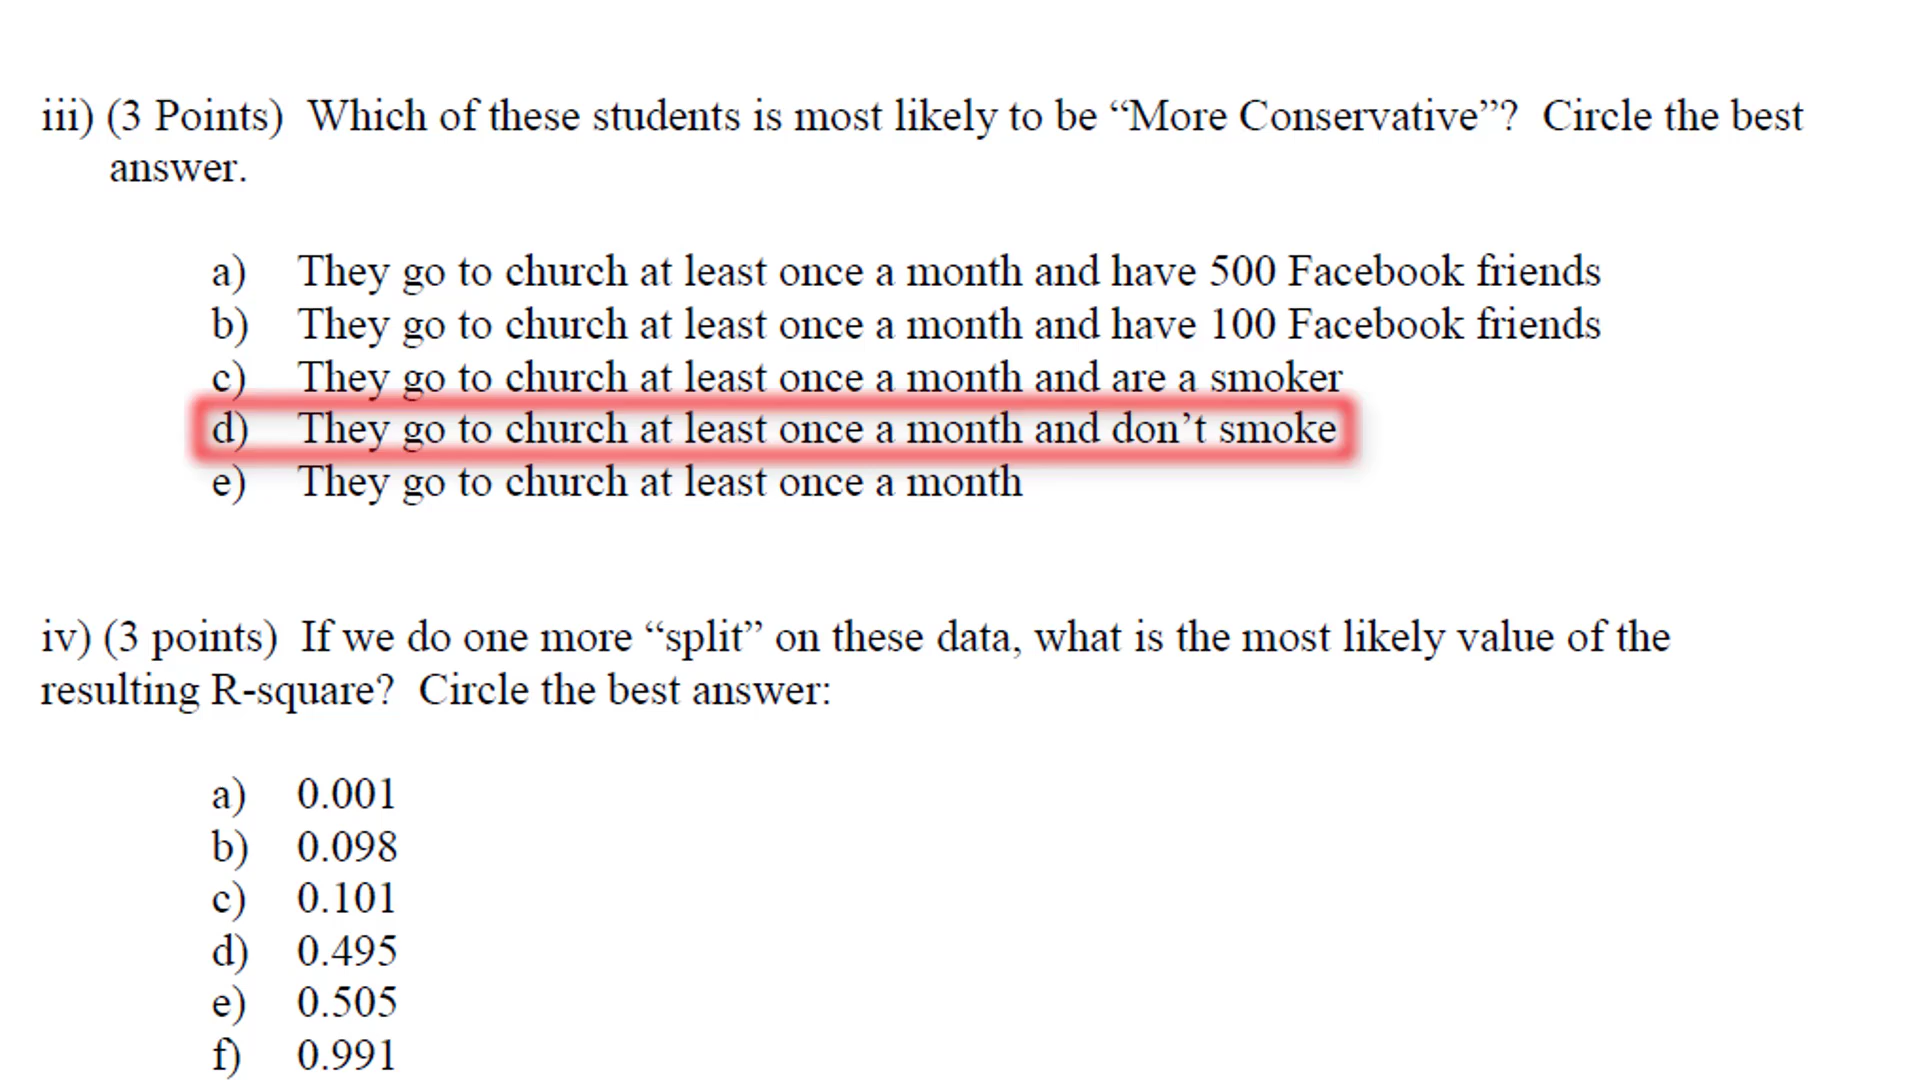 iii) (3 Points) Which of these students is most likely to be “More Conservative”? Circle the best
answer.
a) They go to church at least once a month and have 500 Facebook friends
b) They go to church at least once a month and have 100 Facebook friends
c) They go to church at least once a month and are a smoker
d) They go to church at least once a month and don’t smoke
e) They go to church at least once a month
iv) (3 points) If we do one more “split” on these data, what is the most likely value of the
resulting R-square? Circle the best answer:
a) 0.001
b) 0.098
c) 0.101
d) 0.495
e) 0.505
f) 0.991